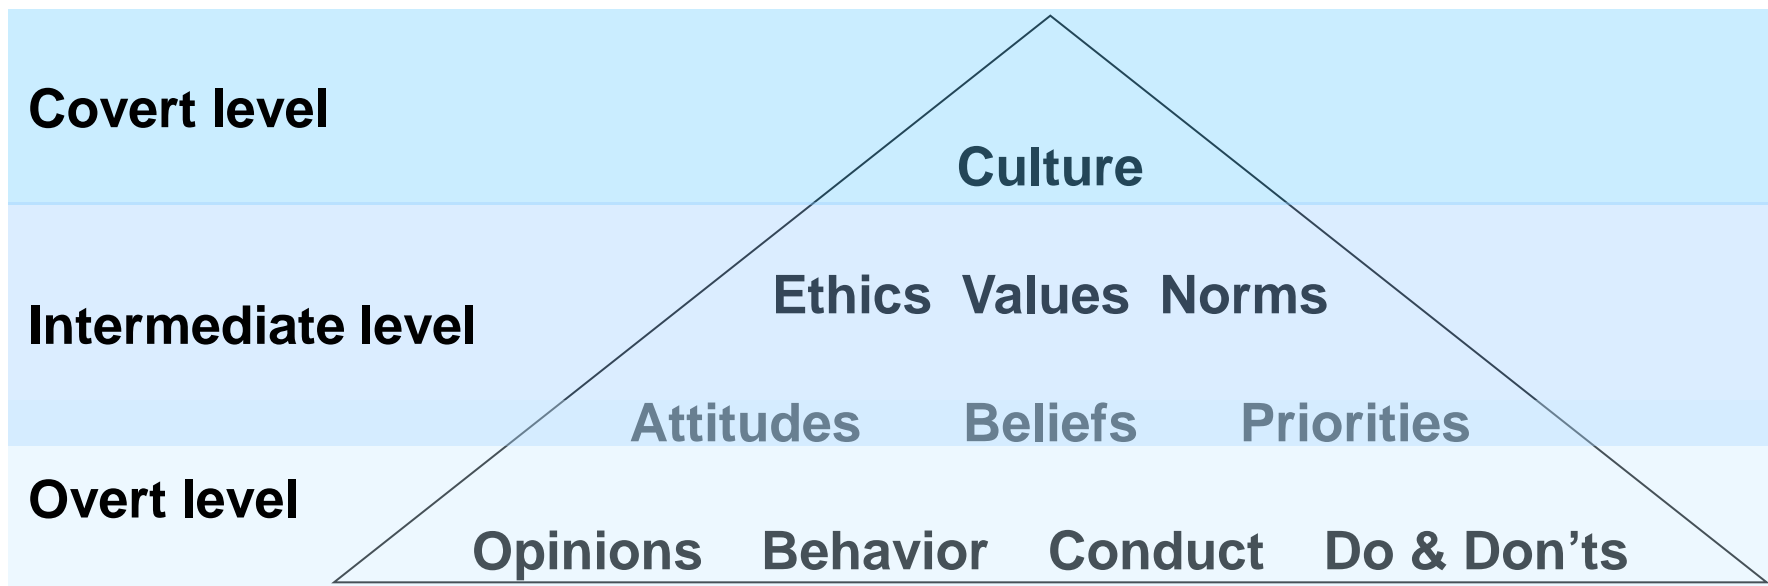 Covert level
Culture
Ethics Values Norms
Intermediate level
Attitudes Beliefs Priorities
Overt level
Opinions Behavior Conduct Do & Don’ts